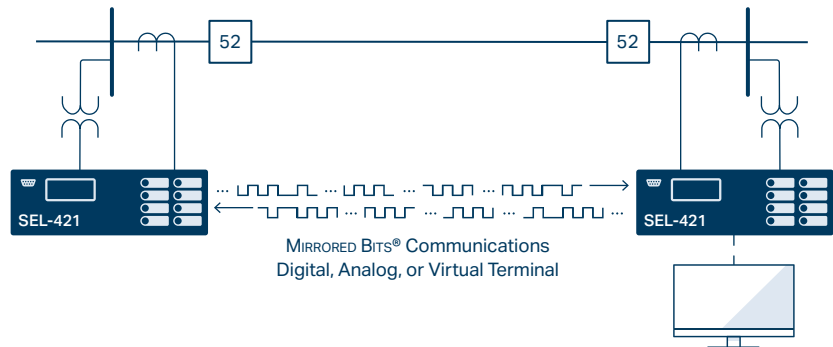 52
52
...
...
...
...
SEL-421
...
...
...
...
SEL-421
MIRRORED BITS® Communications
Digital, Analog, or Virtual Terminal